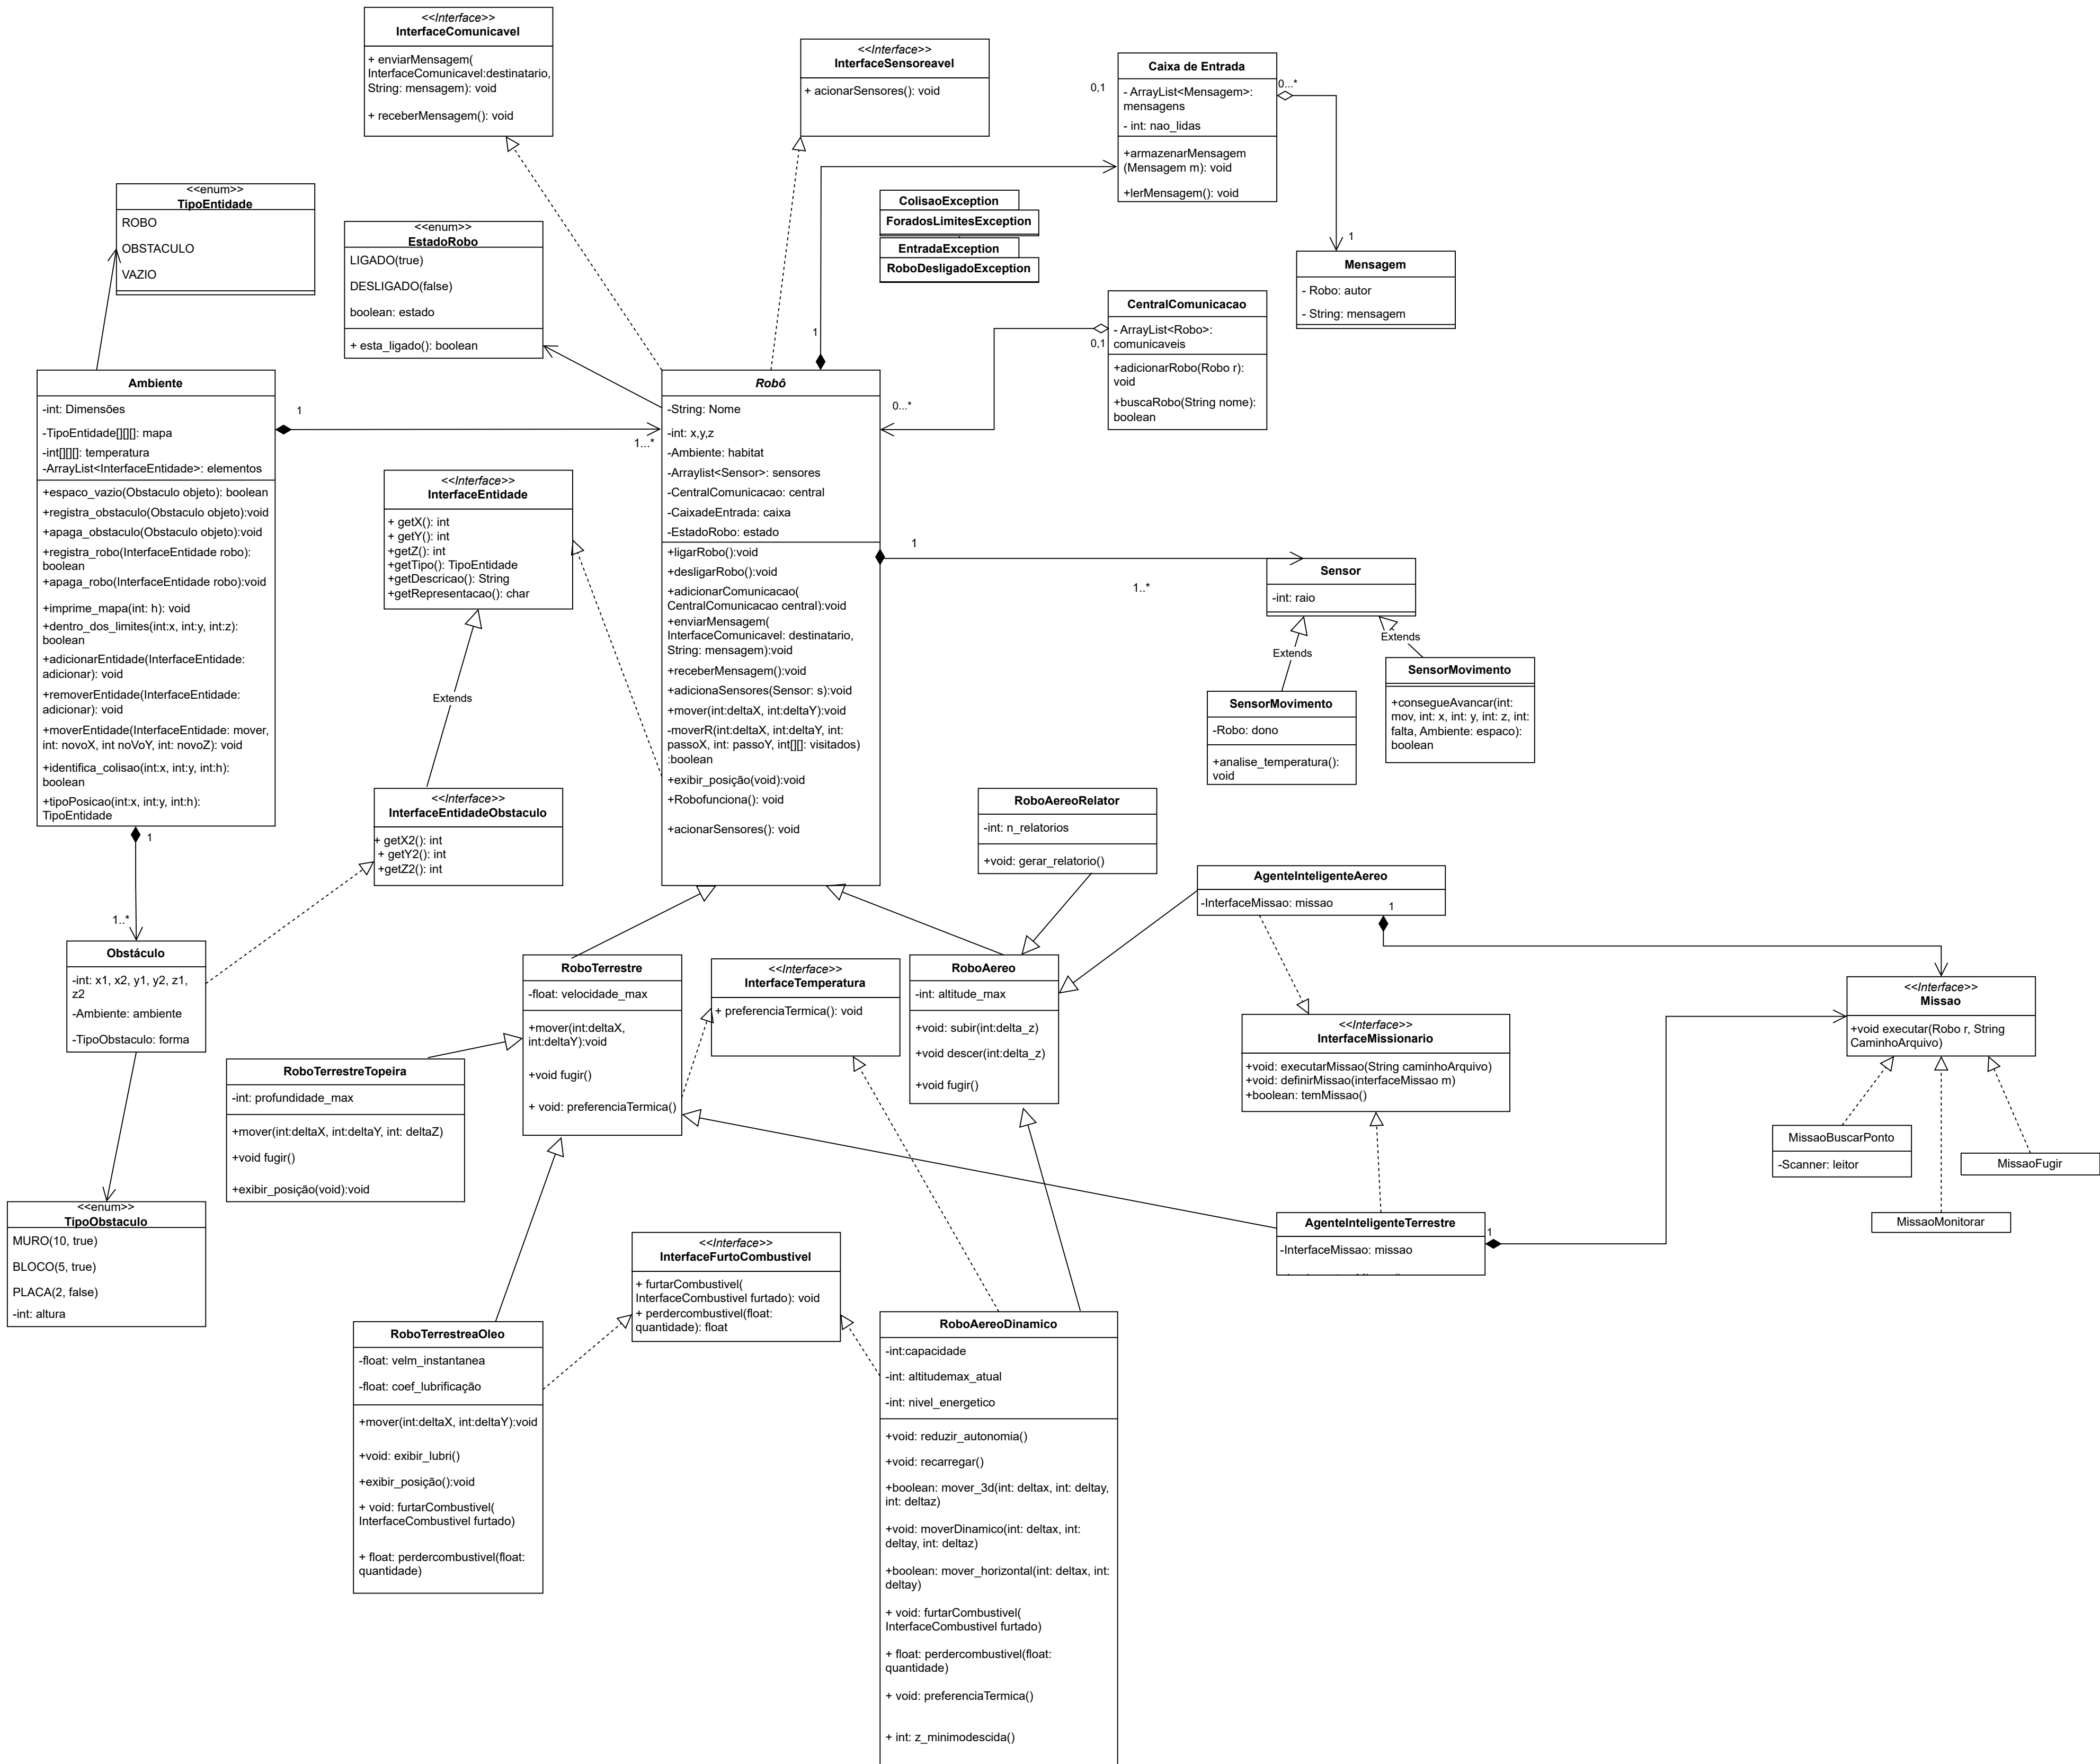 <<Interface>>
InterfaceComunicavel
+ enviarMensagem(
InterfaceComunicavel:destinatario,
String: mensagem): void
+ receberMensagem(): void
<<Interface>>
InterfaceSensoreavel
+ acionarSensores(): void
Caixa de Entrada
- ArrayList<Mensagem>:
mensagens
- int: nao_lidas
+armazenarMensagem
(Mensagem m): void
+lerMensagem(): void
0,1
0...*
1
<<enum>>
TipoEntidade
ROBO
OBSTACULO
VAZIO
<<enum>>
EstadoRobo
LIGADO(true)
DESLIGADO(false)
boolean: estado
+ esta_ligado(): boolean
ColisaoException
ForadosLimitesException
EntradaException
RoboDesligadoException
Mensagem
- Robo: autor
- String: mensagem
CentralComunicacao
- ArrayList<Robo>:
comunicaveis
+adicionarRobo(Robo r):
void
+buscaRobo(String nome):
boolean
0,1
0...*
1
Ambiente
-int: Dimensões
-TipoEntidade[][][]: mapa
-int[][][]: temperatura
-ArrayList<InterfaceEntidade>: elementos
+espaco_vazio(Obstaculo objeto): boolean
+registra_obstaculo(Obstaculo objeto):void
+apaga_obstaculo(Obstaculo objeto):void
+registra_robo(InterfaceEntidade robo):
boolean
+apaga_robo(InterfaceEntidade robo):void
+imprime_mapa(int: h): void
+dentro_dos_limites(int:x, int:y, int:z):
boolean
+adicionarEntidade(InterfaceEntidade:
adicionar): void
+removerEntidade(InterfaceEntidade:
adicionar): void
+moverEntidade(InterfaceEntidade: mover,
int: novoX, int noVoY, int: novoZ): void
+identifica_colisao(int:x, int:y, int:h):
boolean
+tipoPosicao(int:x, int:y, int:h):
TipoEntidade
1
1...*
Robô
-String: Nome
-int: x,y,z
-Ambiente: habitat
-Arraylist<Sensor>: sensores
-CentralComunicacao: central
-CaixadeEntrada: caixa
-EstadoRobo: estado
+ligarRobo():void
+desligarRobo():void
+adicionarComunicacao(
CentralComunicacao central):void
+enviarMensagem(
InterfaceComunicavel: destinatario,
String: mensagem):void
+receberMensagem():void
+adicionaSensores(Sensor: s):void
+mover(int:deltaX, int:deltaY):void
-moverR(int:deltaX, int:deltaY, int:
passoX, int: passoY, int[][]: visitados)
:boolean
+exibir_posição(void):void
+Robofunciona(): void
+acionarSensores(): void
<<Interface>>
InterfaceEntidade
+ getX(): int
+ getY(): int
+getZ(): int
+getTipo(): TipoEntidade
+getDescricao(): String
+getRepresentacao(): char
Extends
<<Interface>>
InterfaceEntidadeObstaculo
+ getX2(): int
+ getY2(): int
+getZ2(): int
1
1..*
Sensor
-int: raio
Extends
Extends
SensorMovimento
-Robo: dono
+analise_temperatura():
void
SensorMovimento
+consegueAvancar(int:
mov, int: x, int: y, int: z, int:
falta, Ambiente: espaco):
boolean
1
1..*
Obstáculo
-int: x1, x2, y1, y2, z1,
z2
-Ambiente: ambiente
-TipoObstaculo: forma
RoboAereoRelator
-int: n_relatorios
+void: gerar_relatorio()
AgenteInteligenteAereo
-InterfaceMissao: missao
1
RoboTerrestre
-float: velocidade_max
+mover(int:deltaX,
int:deltaY):void
+void fugir()
+ void: preferenciaTermica()
<<Interface>>
InterfaceTemperatura
+ preferenciaTermica(): void
RoboAereo
-int: altitude_max
+void: subir(int:delta_z)
+void descer(int:delta_z)
+void fugir()
<<Interface>>
Missao
+void executar(Robo r, String
CaminhoArquivo)
<<Interface>>
InterfaceMissionario
+void: executarMissao(String caminhoArquivo)
+void: definirMissao(interfaceMissao m)
+boolean: temMissao()
RoboTerrestreTopeira
-int: profundidade_max
+mover(int:deltaX, int:deltaY, int: deltaZ)
+void fugir()
+exibir_posição(void):void
MissaoBuscarPonto
-Scanner: leitor
MissaoFugir
MissaoMonitorar
<<enum>>
TipoObstaculo
MURO(10, true)
BLOCO(5, true)
PLACA(2, false)
-int: altura
<<Interface>>
InterfaceFurtoCombustivel
+ furtarCombustivel(
InterfaceCombustivel furtado): void
+ perdercombustivel(float:
quantidade): float
AgenteInteligenteTerrestre
-InterfaceMissao: missao
1
RoboTerrestreaOleo
-float: velm_instantanea
-float: coef_lubrificação
+mover(int:deltaX, int:deltaY):void
+void: exibir_lubri()
+exibir_posição():void
+ void: furtarCombustivel(
InterfaceCombustivel furtado)
+ float: perdercombustivel(float:
quantidade)
RoboAereoDinamico
-int:capacidade
-int: altitudemax_atual
-int: nivel_energetico
+void: reduzir_autonomia()
+void: recarregar()
+boolean: mover_3d(int: deltax, int: deltay,
int: deltaz)
+void: moverDinamico(int: deltax, int:
deltay, int: deltaz)
+boolean: mover_horizontal(int: deltax, int:
deltay)
+ void: furtarCombustivel(
InterfaceCombustivel furtado)
+ float: perdercombustivel(float:
quantidade)
+ void: preferenciaTermica()
+ int: z_minimodescida()